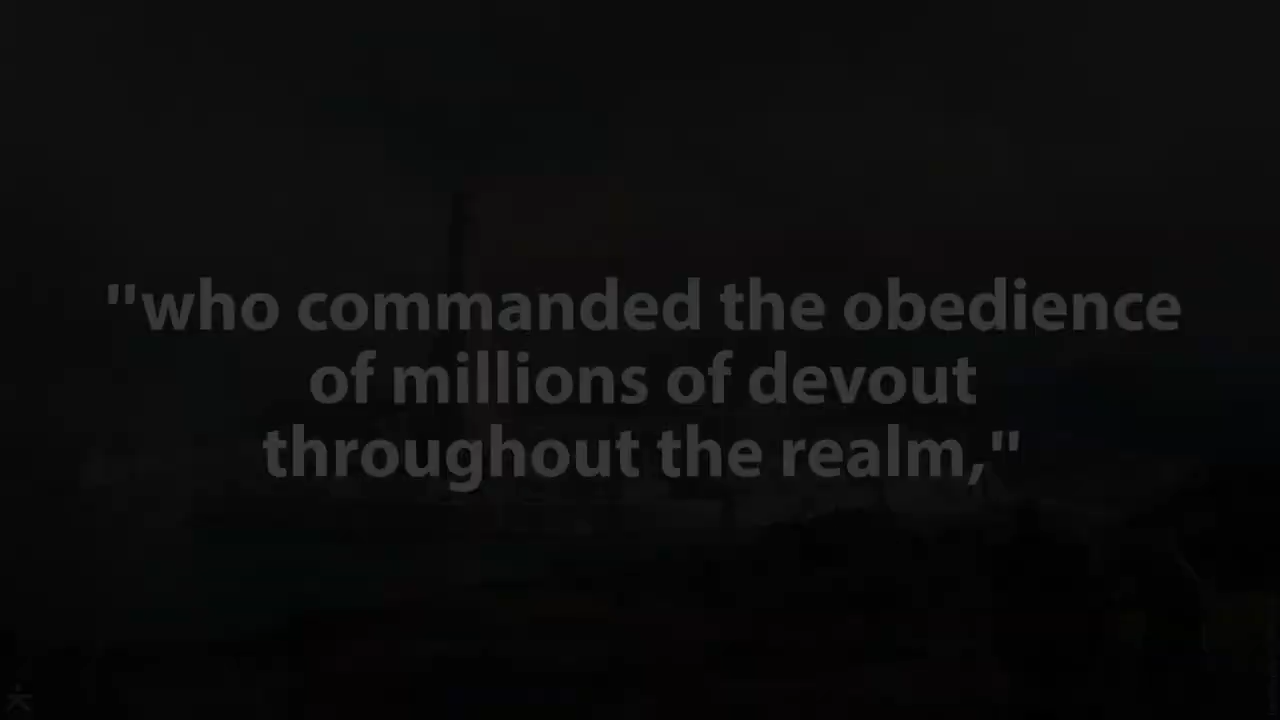 "who commanded the obedience
of millions of devout
throughout the realm,"